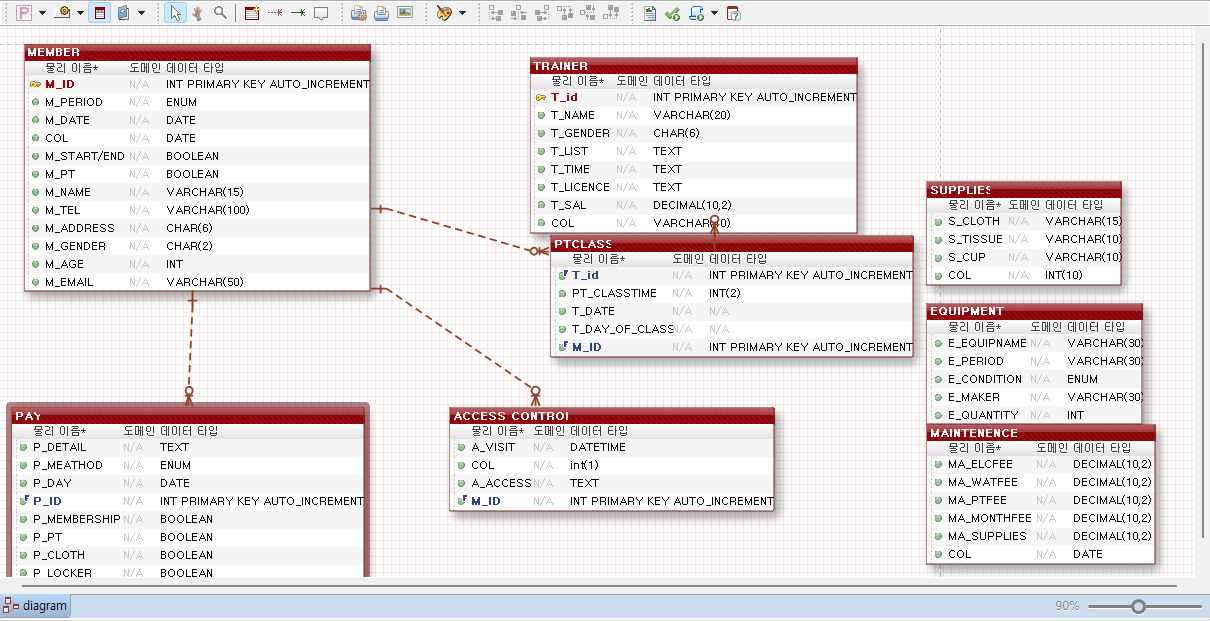 MEMBER
물리 이름* 도메인 데이터 타입
M_ID N/A INT PRIMARY KEY AUTO_INCREMENT
M_PERIOD N/A ENUM
M_DATE N/A DATE
COL N/A DATE
M_START/END N/A BOOLEAN
M_PT N/A BOOLEAN
M_NAME N/A VARCHAR(15)
M_TEL N/A VARCHAR(100)
M_ADDRESS N/A CHAR(6)
M_GENDER N/A CHAR(2)
M_AGE N/A INT
M_EMAIL N/A VARCHAR(50)
TRAINER
물리 이름* 도메인 데이터 타입
T_id N/A INT PRIMARY KEY AUTO_INCREMENT
T_NAME N/A VARCHAR(20)
T_GENDER N/A CHAR(6)
T_LIST N/A TEXT
T_TIME N/A TEXT
T_LICENCE N/A TEXT
T_SAL N/A DECIMAL(10,2)
COL N/A
PTCLASS
물리 이름* 도메인 데이터 타입
T_id N/A INT PRIMARY KEY AUTO_INCREMENT
PT_CLASSTIME N/A INT(2)
T_DATE N/A N/A
T_DAY_OF_CLASS N/A N/A
M_ID N/A INT PRIMARY KEY AUTO_INCREMENT
SUPPLIES
물리 이름* 도메인 데이터 타입
S_CLOTH N/A VARCHAR(15)
S_TISSUE N/A VARCHAR(10)
S_CUP N/A VARCHAR(10)
COL N/A INT(10)
EQUIPMENT
물리 이름* 도메인 데이터 타입
E_EQUIPNAME N/A VARCHAR(30)
E_PERIOD N/A VARCHAR(30)
E_CONDITION N/A ENUM
E_MAKER N/A VARCHAR(30)
E_QUANTITY N/A INT
MAINTENENCE
물리 이름* 도메인 데이터 타입
MA_ELCFEE N/A DECIMAL(10,2)
MA_WATFEE N/A DECIMAL(10,2)
MA_PTFEE N/A DECIMAL(10,2)
MA_MONTHFEE N/A DECIMAL(10,2)
MA_SUPPLIES N/A DECIMAL(10,2)
COL N/A DATE
PAY
물리 이름* 도메인 데이터 타입
P_DETAIL N/A TEXT
P_MEATHOD N/A ENUM
P_DAY N/A DATE
P_ID N/A INT PRIMARY KEY AUTO_INCREMENT
P_MEMBERSHIP N/A BOOLEAN
P_PT N/A BOOLEAN
P_CLOTH N/A BOOLEAN
P_LOCKER N/A BOOLEAN
ACCESS CONTROL
물리 이름* 도메인 데이터 타입
A_VISIT N/A DATETIME
COL N/A int(1)
A_ACCESS N/A TEXT
M_ID N/A INT PRIMARY KEY AUTO_INCREMENT
diagram
90%